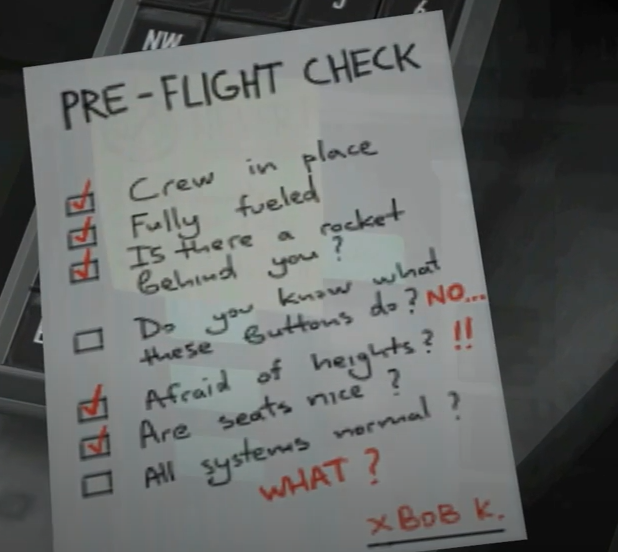 NW
6
PRE-FLIGHT CHECK
Crew in place
Fully fueled
Is there a rocket
Behind you?
Do you know what
these Buttons do? NO...
Afraid of heights? !!
Are seats nice?
All systems normal?
WHAT?
x BOB K.